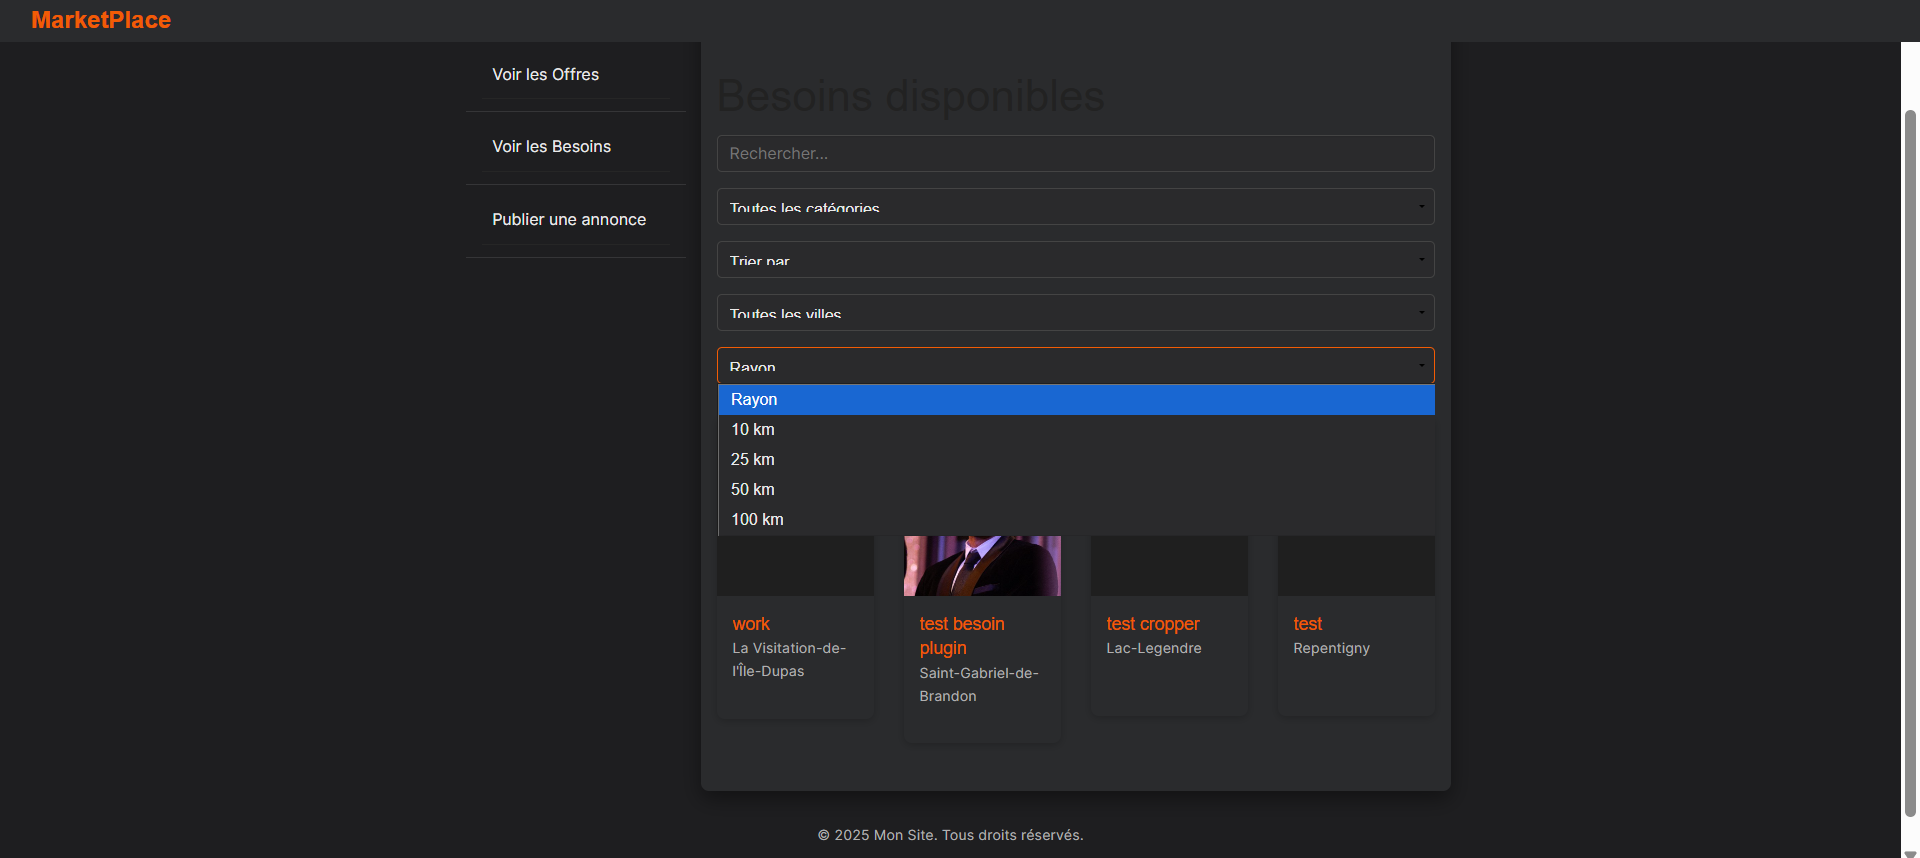 MarketPlace
Voir les Offres
Voir les Besoins
Publier une annonce
Besoins disponibles
Rechercher...
Toutes les catégories
Trier par
Toutes les villes
Rayon
Rayon
10 km
25 km
50 km
100 km
work
La Visitation-de-
l'Île-Dupas
test besoin
plugin
Saint-Gabriel-de-
Brandon
test cropper
Lac-Legendre
test
Repentigny
© 2025 Mon Site. Tous droits réservés.